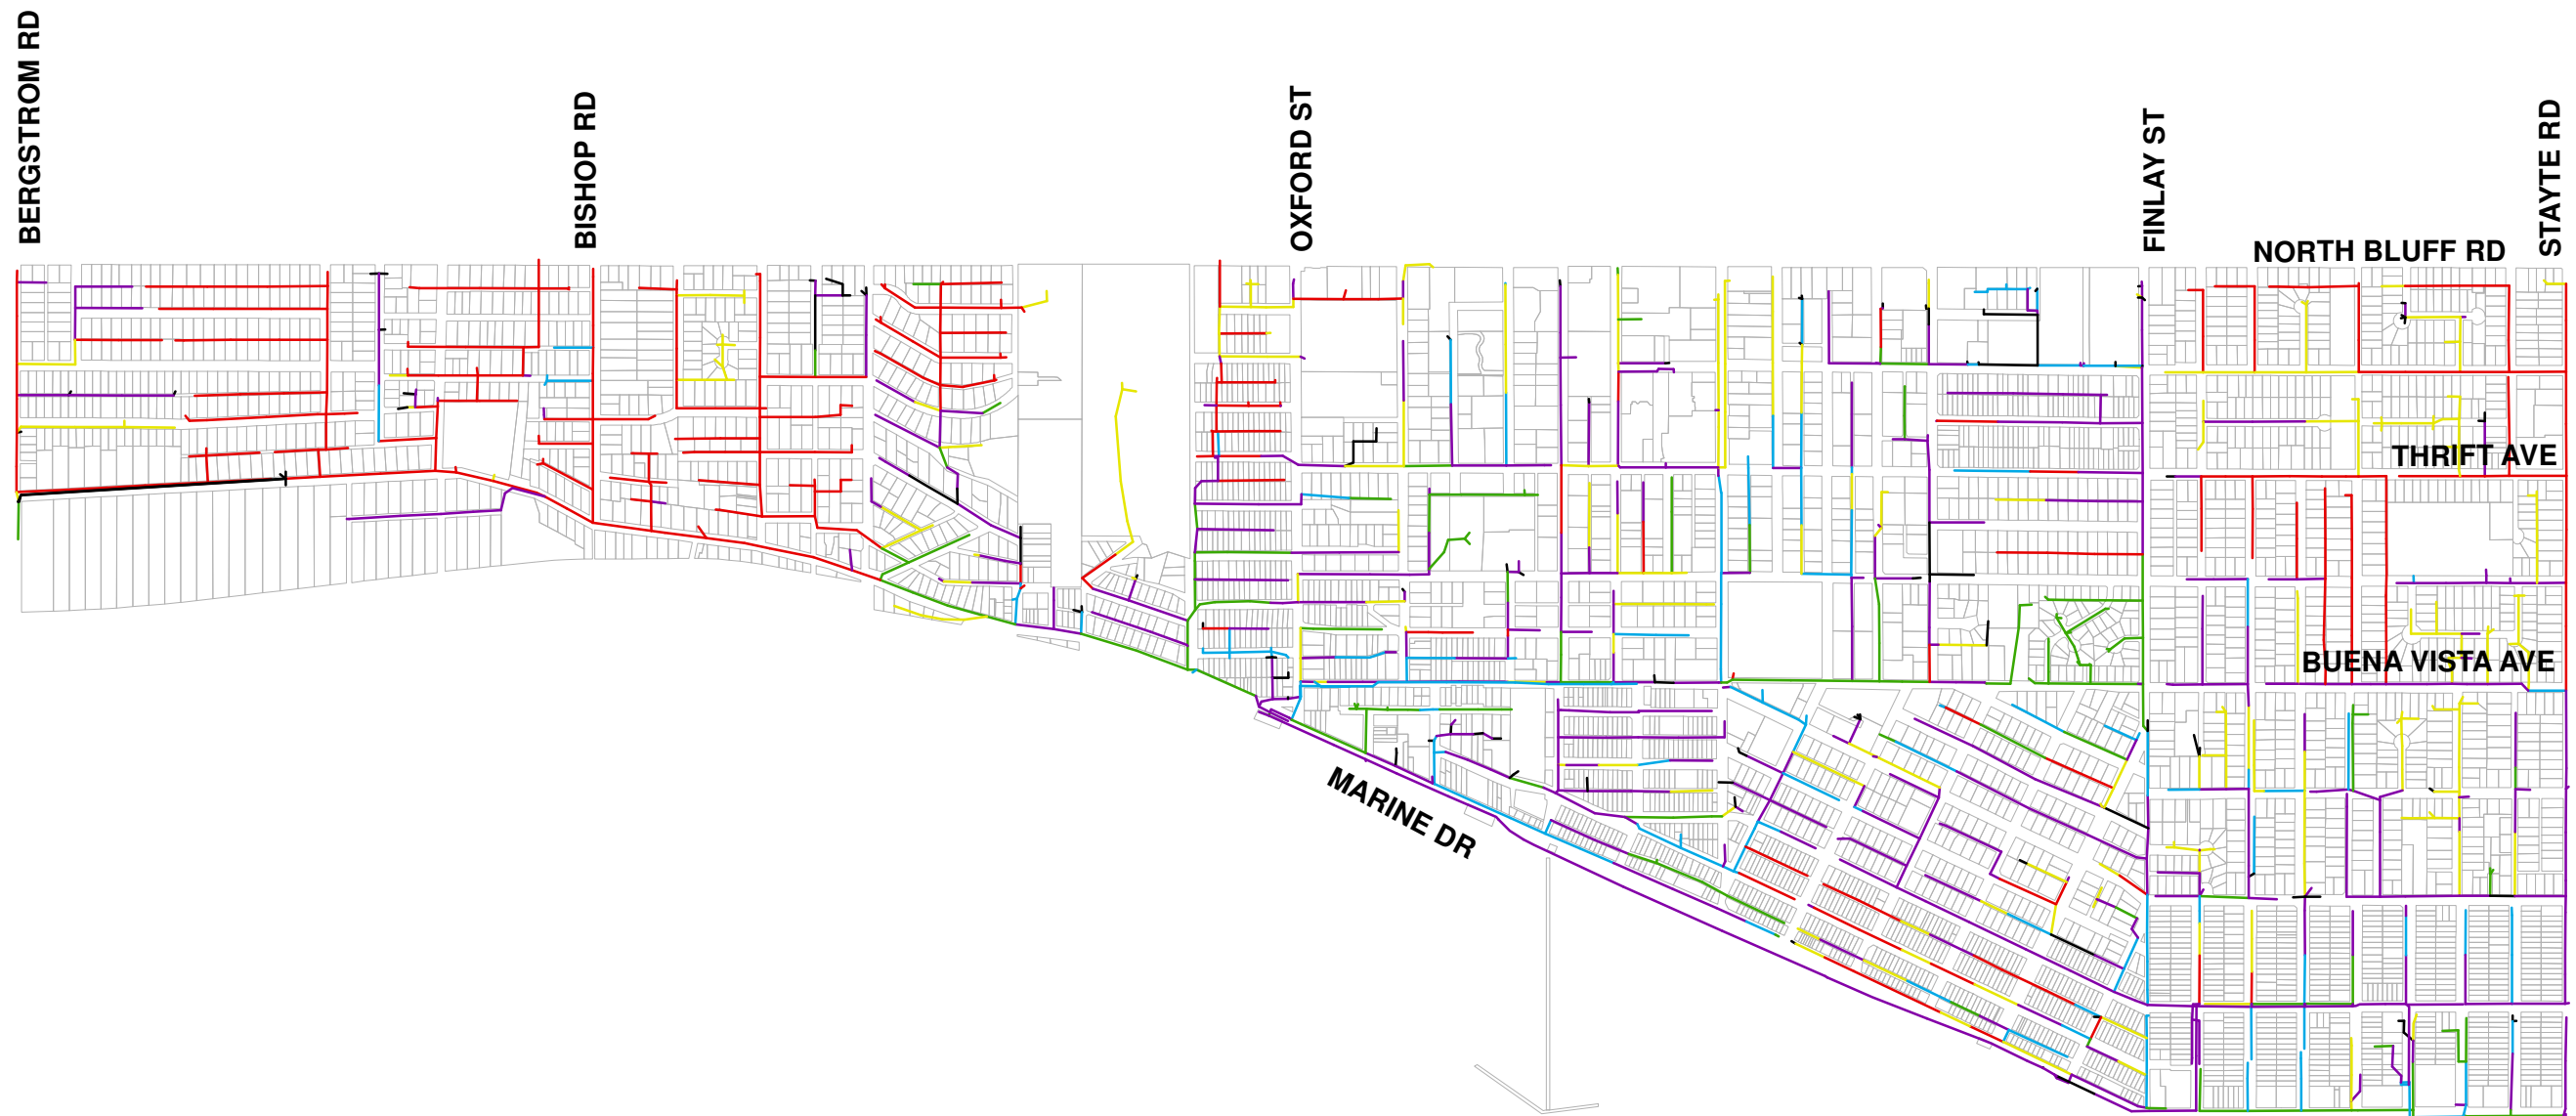 BERGSTROM RD
BISHOP RD
OXFORD ST
FINLAY ST
STAYTE RD
NORTH BLUFF RD
THRIFT AVE
BUENA VISTA AVE
MARINE DR